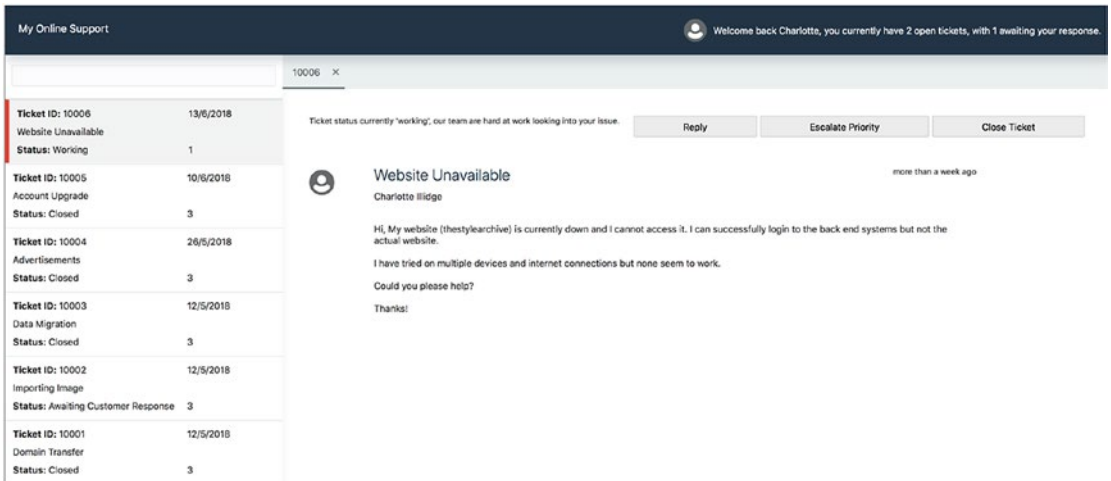 My Online Support
Welcome back Charlotte, you currently have 2 open tickets, with 1 awaiting your response.
10006 ×
Ticket ID: 10006 13/6/2018
Website Unavailable
Status: Working 1
Ticket ID: 10005 10/6/2018
Account Upgrade
Status: Closed 3
Ticket ID: 10004 26/5/2018
Advertisements
Status: Closed 3
Ticket ID: 10003 12/5/2018
Data Migration
Status: Closed 3
Ticket ID: 10002 12/5/2018
Importing Image
Status: Awaiting Customer Response 3
Ticket ID: 10001 12/5/2018
Domain Transfer
Status: Closed 3
Ticket status currently 'working', our team are hard at work looking into your issue.
Reply Escalate Priority Close Ticket
Website Unavailable more than a week ago
Charlotte Illidge
Hi, My website (thestylearchive) is currently down and I cannot access it. I can successfully login to the back end systems but not the
actual website.
I have tried on multiple devices and internet connections but none seem to work.
Could you please help?
Thanks!